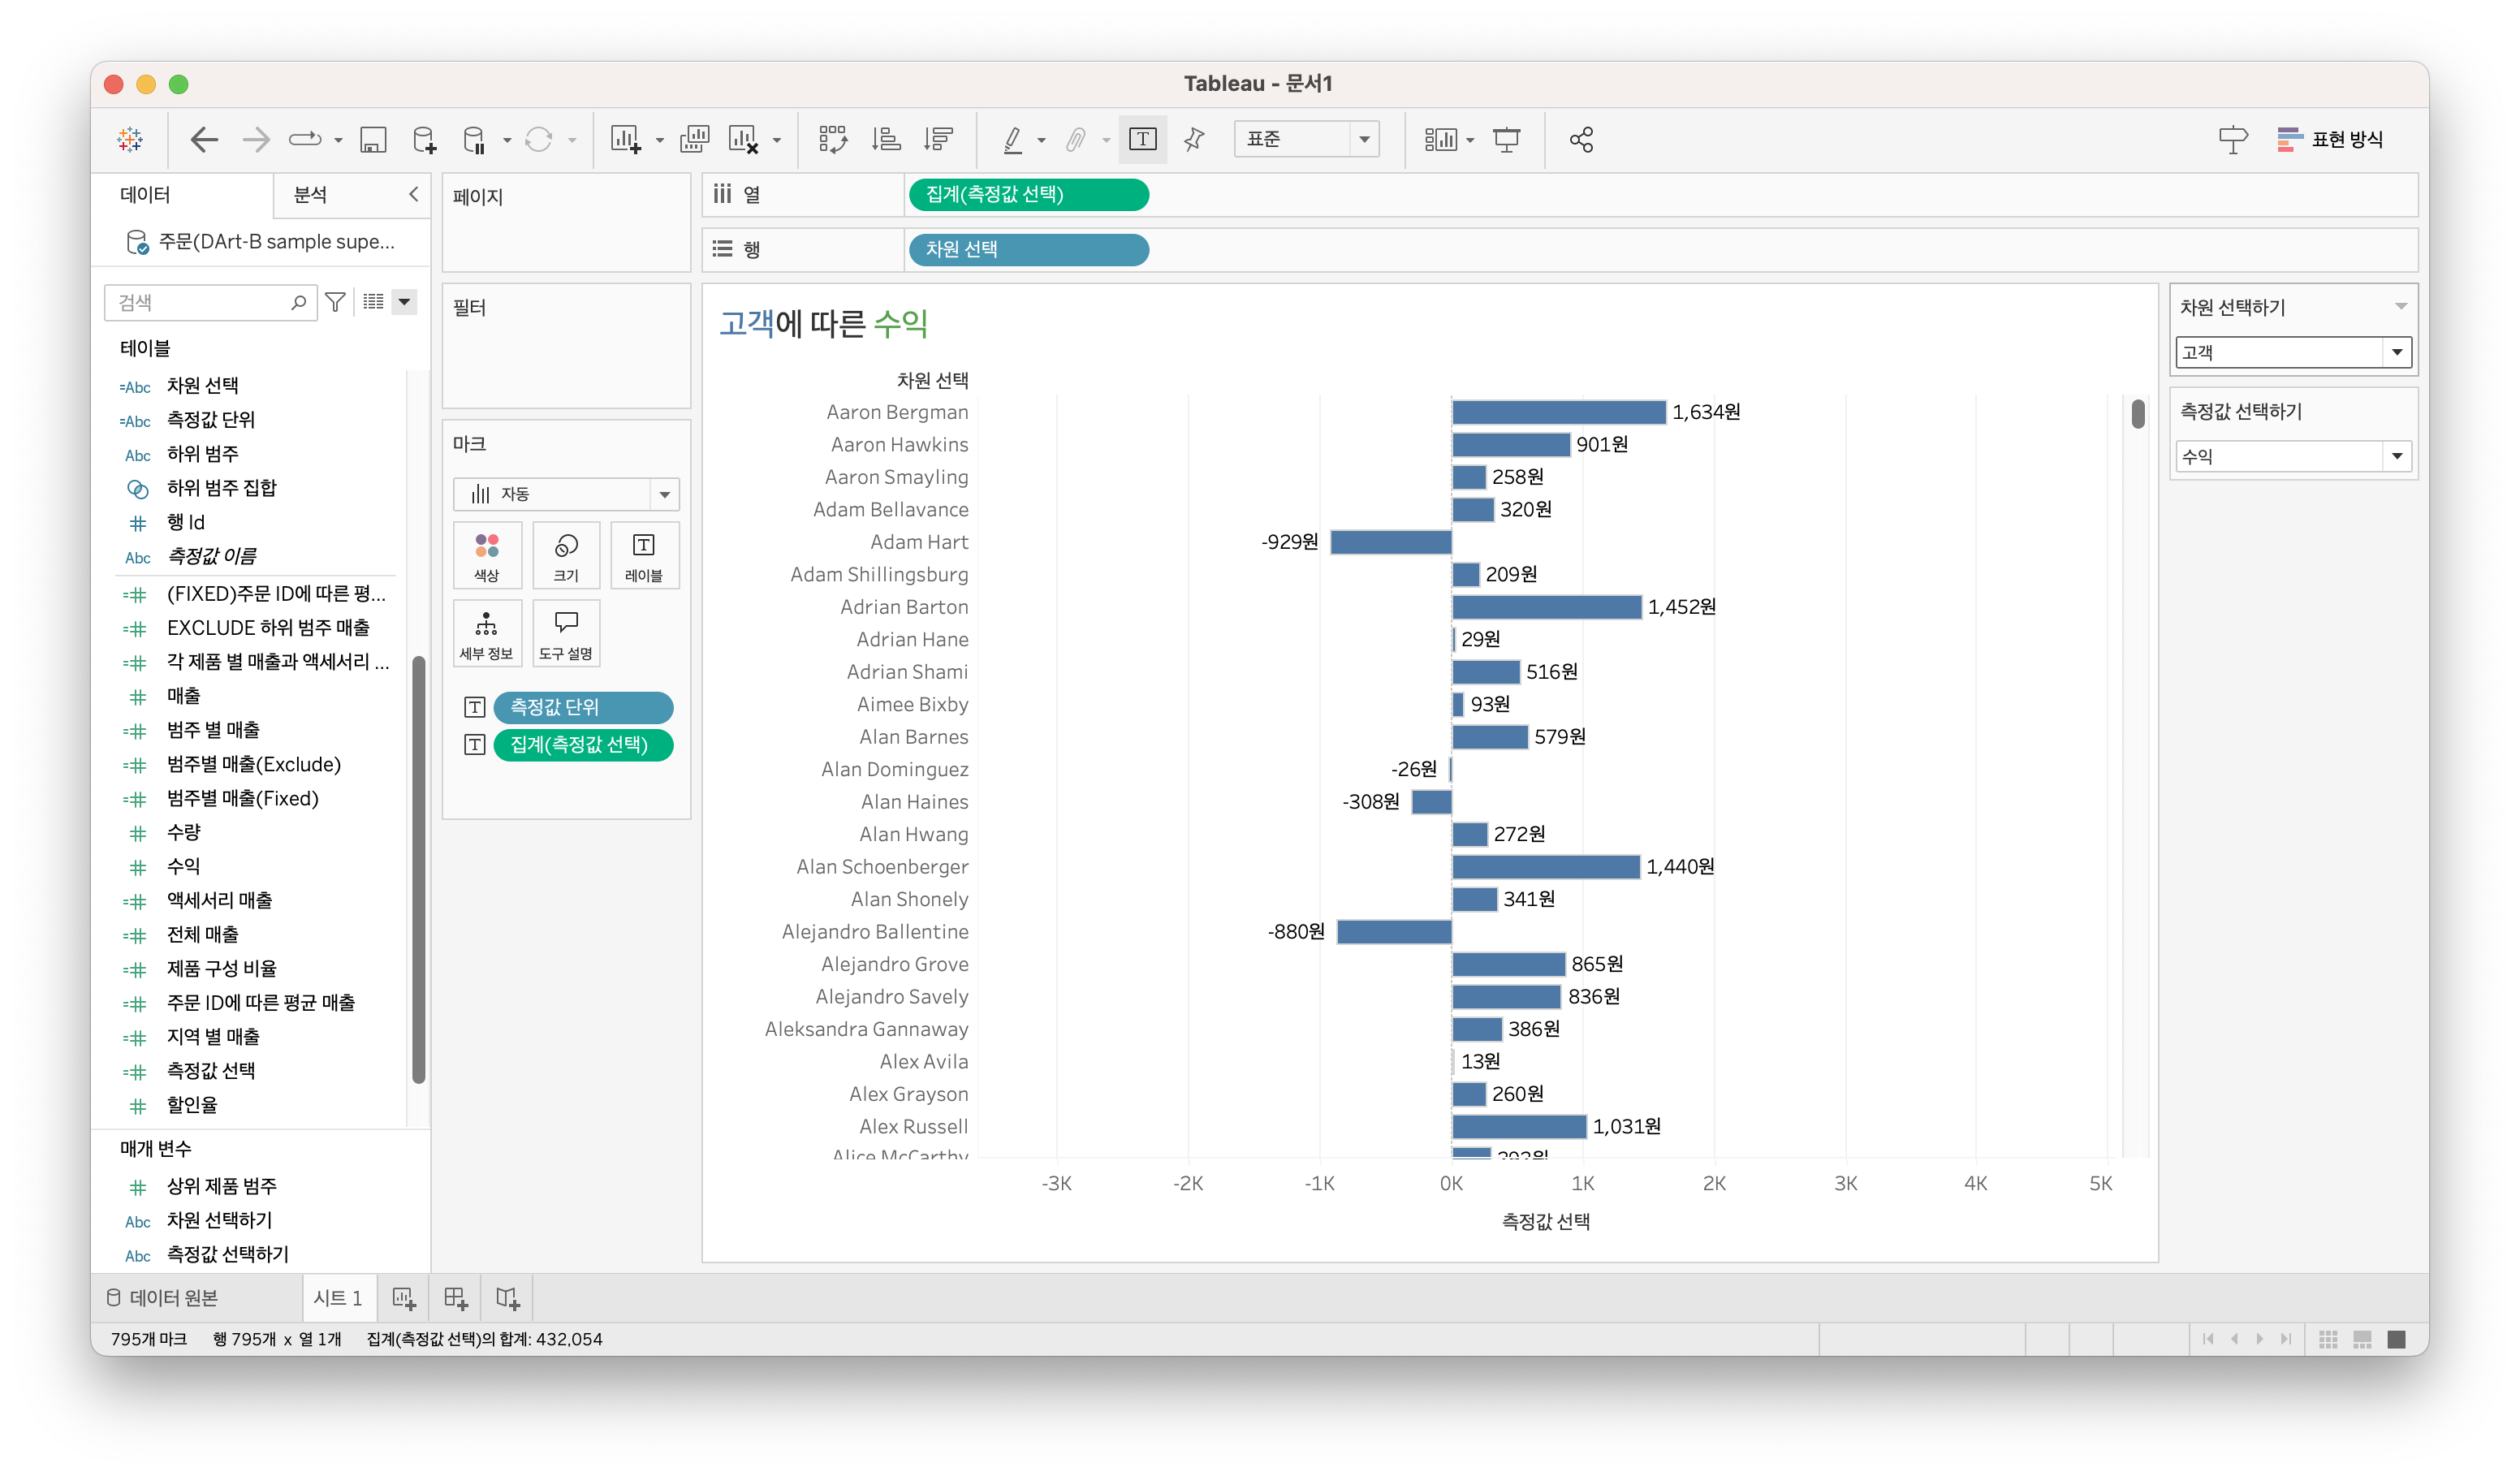 Tableau - 문서1
표준
표현 방식
데이터
분석
주문(DArt-B sample supe...
검색
테이블
=Abc 차원 선택
=Abc 측정값 단위
Abc 하위 범주
하위 범주 집합
# 행 Id
Abc 측정값 이름
=# (FIXED)주문 ID에 따른 평...
=# EXCLUDE 하위 범주 매출
=# 각 제품 별 매출과 액세서리 ...
# 매출
=# 범주 별 매출
=# 범주별 매출(Exclude)
=# 범주별 매출(Fixed)
# 수량
# 수익
=# 액세서리 매출
=# 전체 매출
=# 제품 구성 비율
=# 주문 ID에 따른 평균 매출
=# 지역 별 매출
=# 측정값 선택
# 할인율
매개 변수
# 상위 제품 범주
Abc 차원 선택하기
Abc 측정값 선택하기
페이지
필터
마크
자동
색상
크기
T 레이블
세부 정보
도구 설명
T 측정값 단위
T 집계(측정값 선택)
열 집계(측정값 선택)
행 차원 선택
고객에 따른 수익
차원 선택
Aaron Bergman 1,634원
Aaron Hawkins 901원
Aaron Smayling 258원
Adam Bellavance 320원
Adam Hart -929원
Adam Shillingsburg 209원
Adrian Barton 1,452원
Adrian Hane 29원
Adrian Shami 516원
Aimee Bixby 93원
Alan Barnes 579원
Alan Dominguez -26원
Alan Haines -308원
Alan Hwang 272원
Alan Schoenberger 1,440원
Alan Shonely 341원
Alejandro Ballentine -880원
Alejandro Grove 865원
Alejandro Savely 836원
Aleksandra Gannaway 386원
Alex Avila 13원
Alex Grayson 260원
Alex Russell 1,031원
Alice McCarthy
-3K -2K -1K 0K 1K 2K 3K 4K 5K
측정값 선택
차원 선택하기
고객
측정값 선택하기
수익
데이터 원본
시트 1
795개 마크 행 795개 x 열 1개 집계(측정값 선택)의 합계: 432,054